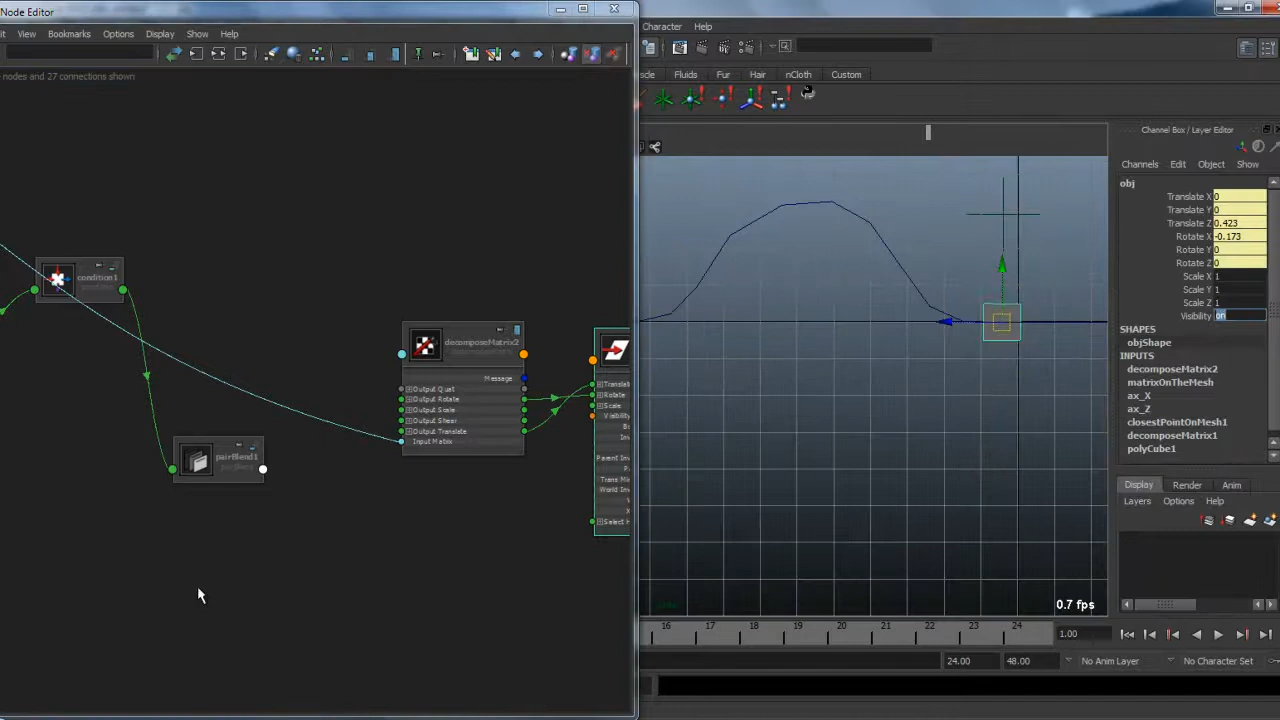 Node Editor
it View Bookmarks Options Display Show Help
nodes and 27 connections shown
condition1
pairBlend1
decomposeMatrix2
Message
Output Quat
Output Rotate
Output Scale
Output Shear
Output Translate
Input Matrix
Translate
Rotate
Scale
Visibility
Parent Inve
Trans Mi
World Inv
Select H
Character Help
Fluids Fur Hair nCloth Custom
0.7 fps
16 17 18 19 20 21 22 23 24
1.00
24.00 48.00 No Anim Layer No Character Set
Channel Box / Layer Editor
Channels Edit Object Show
obj
Translate X 0
Translate Y 0
Translate Z 0.423
Rotate X -0.173
Rotate Y 0
Rotate Z 0
Scale X 1
Scale Y 1
Scale Z 1
Visibility on
SHAPES
objShape
INPUTS
decomposeMatrix2
matrixOnTheMesh
ax_X
ax_Z
closestPointOnMesh1
decomposeMatrix1
polyCube1
Display Render Anim
Layers Options Help